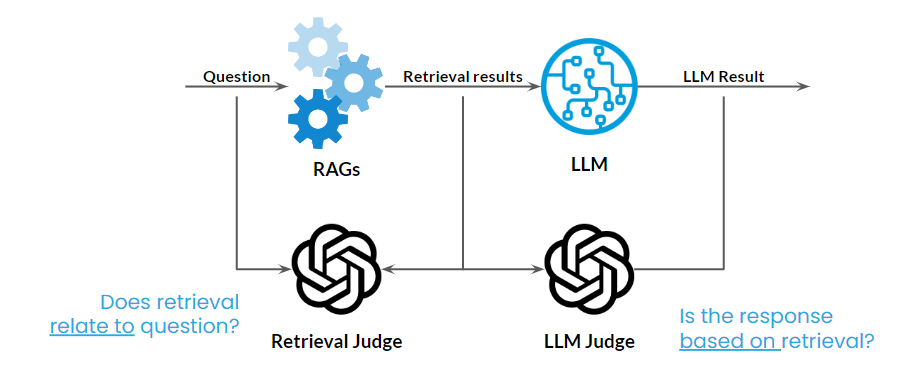 Question
Retrieval results
LLM Result
RAGs
LLM
Does retrieval
relate to question?
Retrieval Judge
LLM Judge
Is the response
based on retrieval?